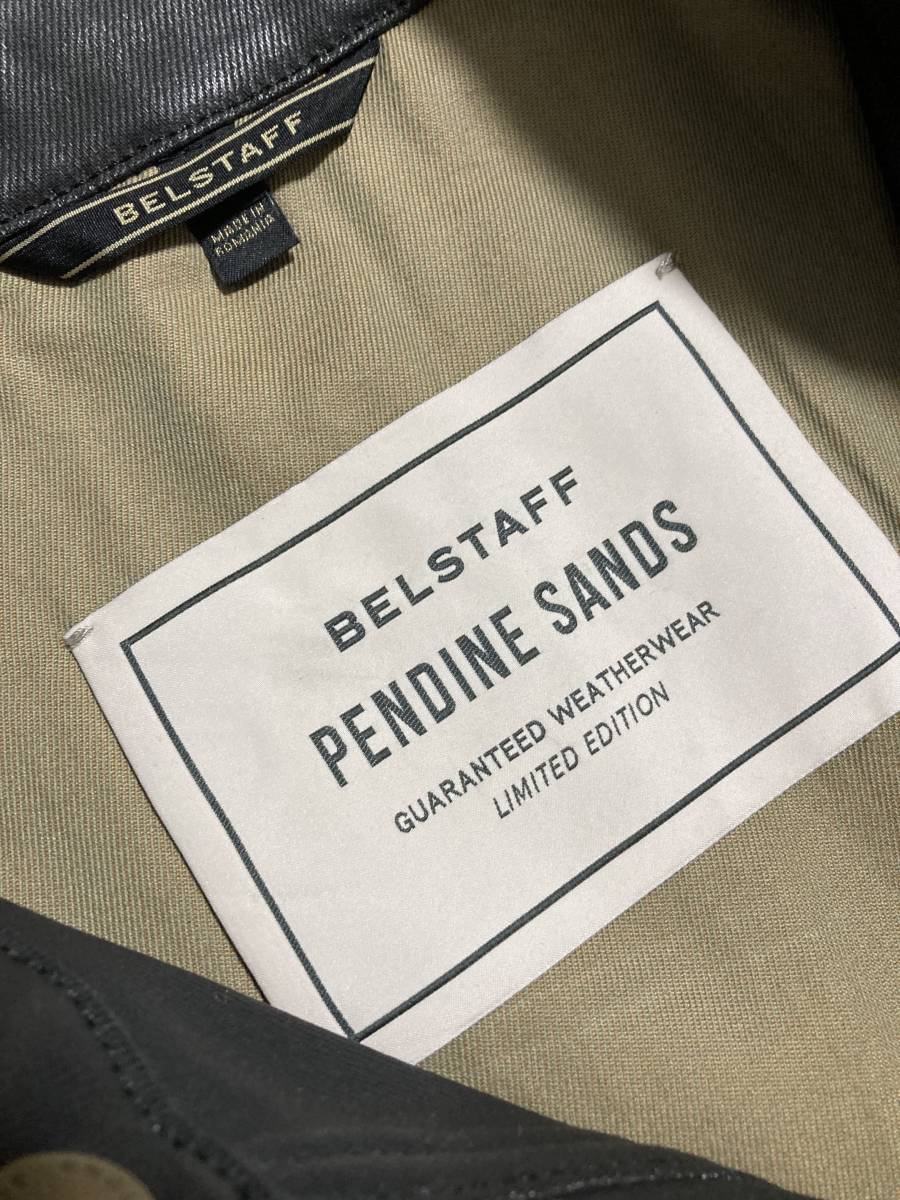 BELSTAFF
MADE IN
ROMANIA
BELSTAFF
PENDINE SANDS
GUARANTEED WEATHERWEAR
LIMITED EDITION